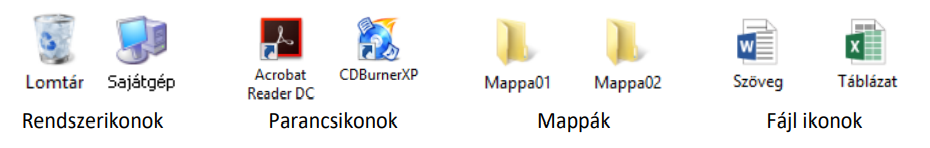 Lomtár Sajátgép Acrobat Reader DC CDBurnerXP Mappa01 Mappa02 Szöveg Táblázat
Rendszerikonok Parancsikonok Mappák Fájl ikonok